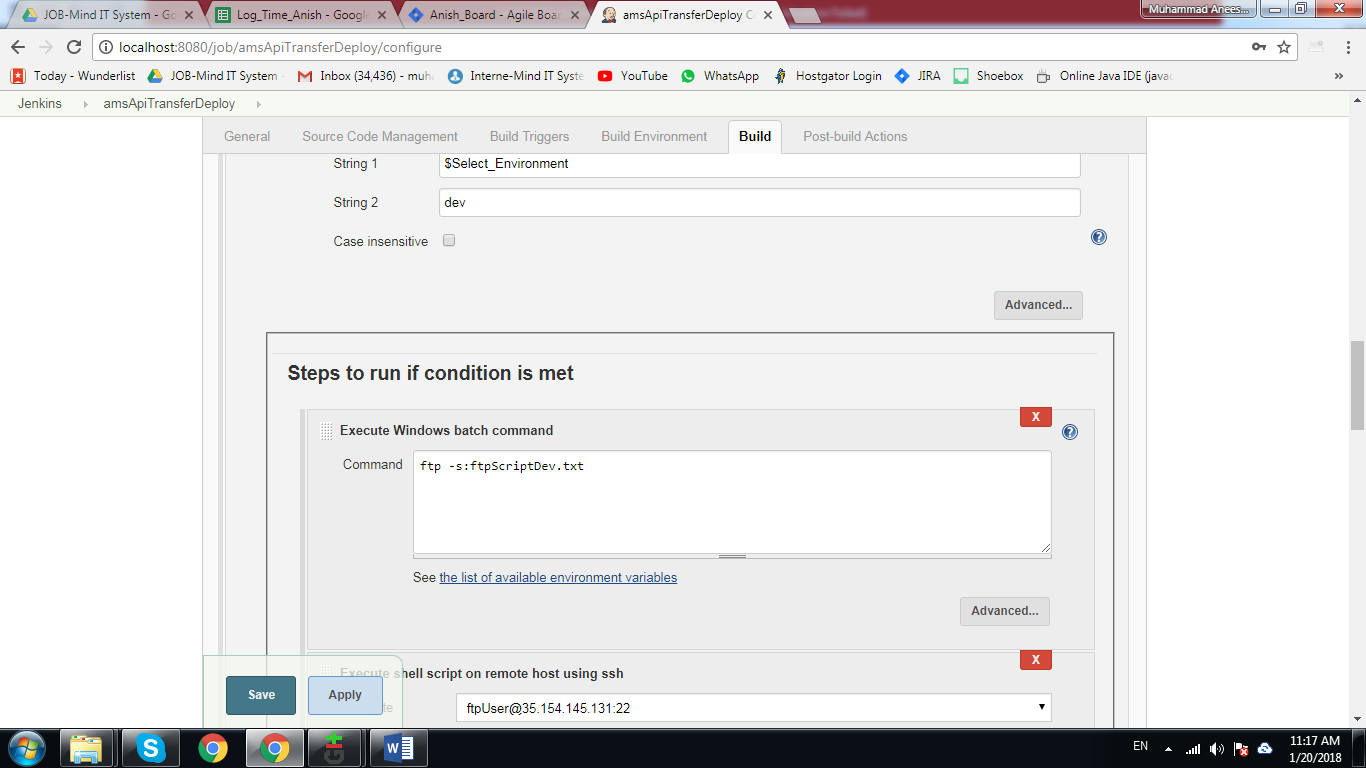 JOB-Mind IT System - Go
Log_Time_Anish - Google
Anish_Board - Agile Boar
amsApiTransferDeploy C
Muhammad Anees...
localhost:8080/job/amsApiTransferDeploy/configure
Today - Wunderlist
JOB-Mind IT System
Inbox (34,436) - muh
Interne-Mind IT Syste
YouTube
WhatsApp
Hostgator Login
JIRA
Shoebox
Online Java IDE (javac
»
Jenkins
amsApiTransferDeploy
General
Source Code Management
Build Triggers
Build Environment
Build
Post-build Actions
String 1
$Select_Environment
String 2
dev
Case insensitive
Advanced...
Steps to run if condition is met
X
Execute Windows batch command
Command
ftp -s:ftpScriptDev.txt
See the list of available environment variables
Advanced...
X
Execute shell script on remote host using ssh
ftpUser@35.154.145.131:22
Save
Apply
EN
11:17 AM
1/20/2018